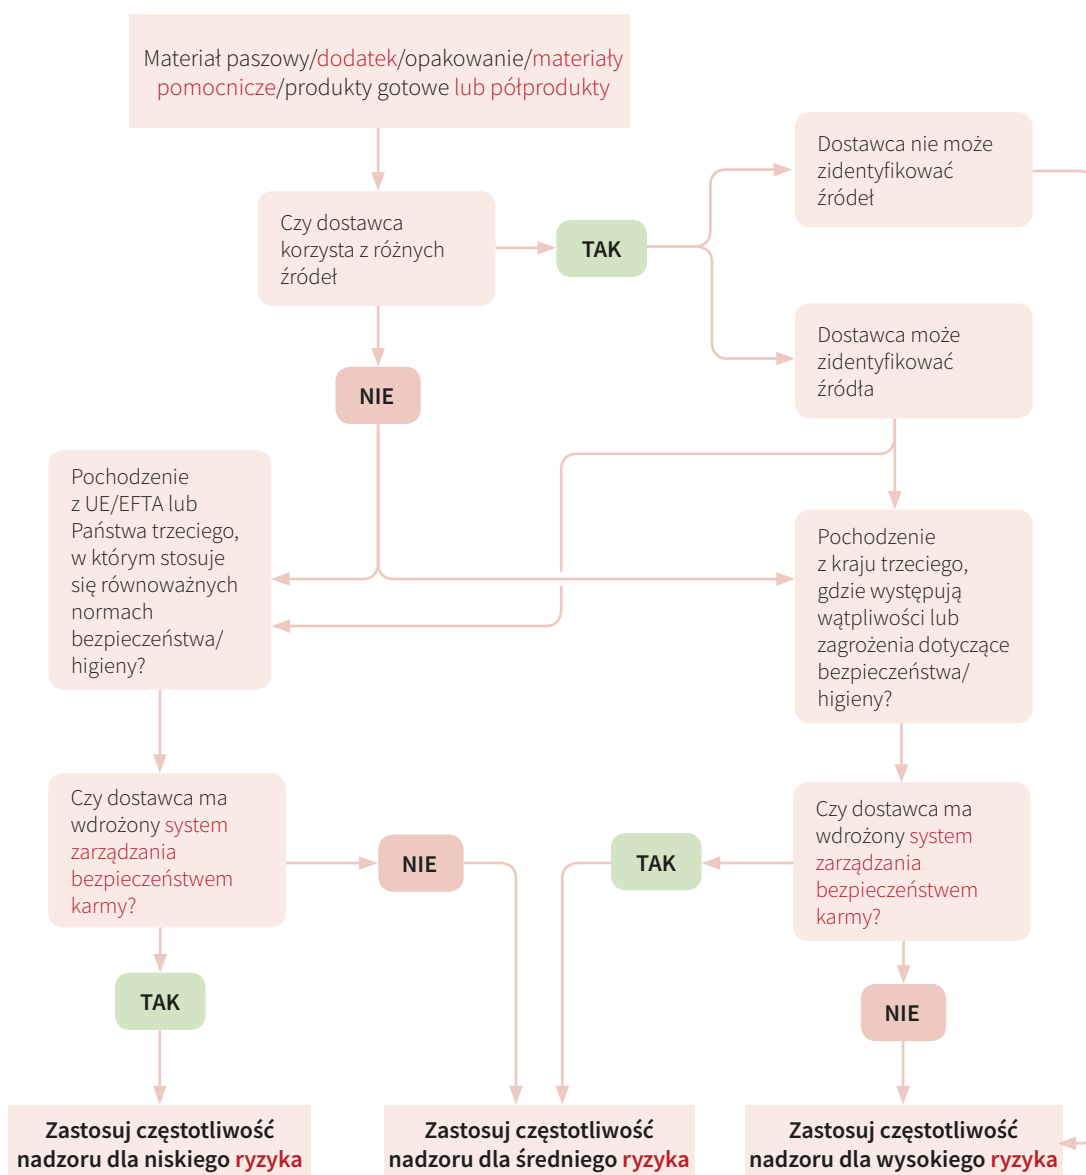 Materiał paszowy/dodatek/opakowanie/materiały
pomocnicze/produkty gotowe lub półprodukty
Dostawca nie może
zidentyfikować
źródeł
Czy dostawca
korzysta z różnych
źródeł
TAK
Dostawca może
zidentyfikować
źródła
NIE
Pochodzenie
z UE/EFTA lub
Państwa trzeciego,
w którym stosuje
się równoważnych
normach
bezpieczeństwa/
higieny?
Pochodzenie
z kraju trzeciego,
gdzie występują
wątpliwości lub
zagrożenia dotyczące
bezpieczeństwa/
higieny?
Czy dostawca ma
wdrożony system
zarządzania
bezpieczeństwem
karmy?
NIE
TAK
Czy dostawca ma
wdrożony system
zarządzania
bezpieczeństwem
karmy?
TAK
NIE
Zastosuj częstotliwość
nadzoru dla niskiego ryzyka
Zastosuj częstotliwość
nadzoru dla średniego ryzyka
Zastosuj częstotliwość
nadzoru dla wysokiego ryzyka